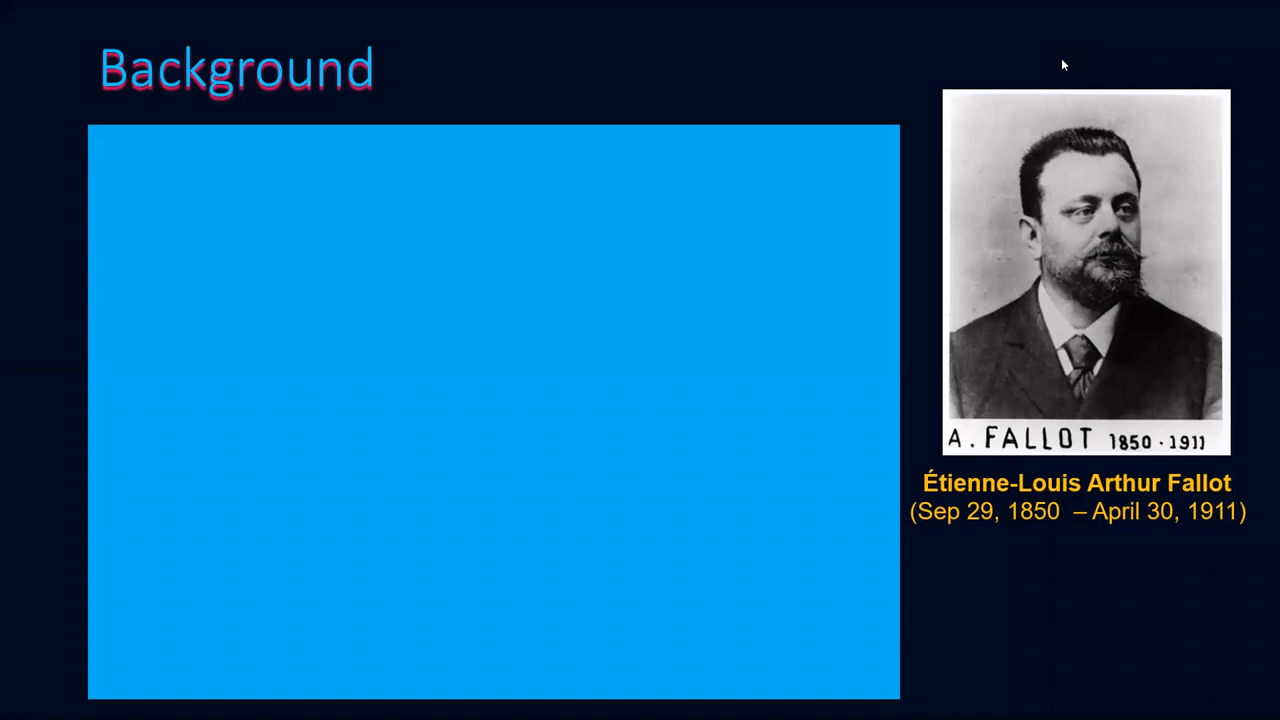 Background
A. FALLOT 1850 - 1911
Étienne-Louis Arthur Fallot
(Sep 29, 1850 – April 30, 1911)